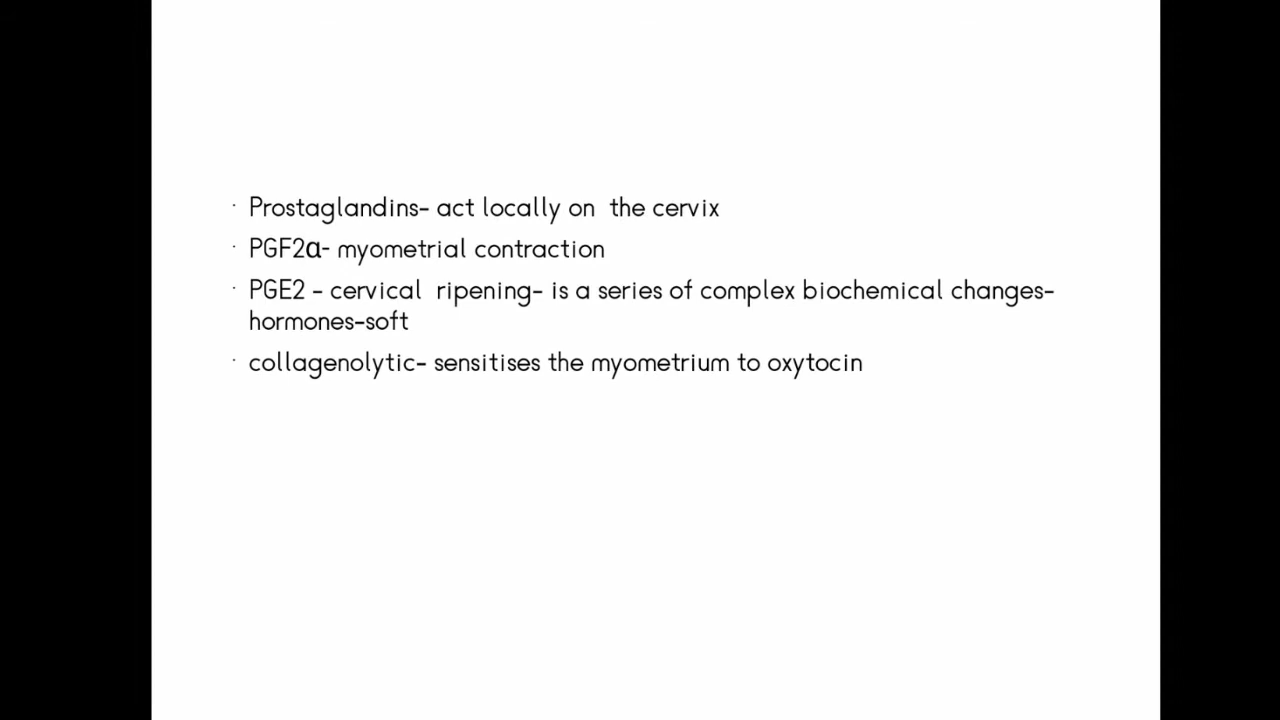 · Prostaglandins- act locally on  the cervix
· PGF2α- myometrial contraction
· PGE2 - cervical  ripening- is a series of complex biochemical changes-
hormones-soft
· collagenolytic- sensitises the myometrium to oxytocin